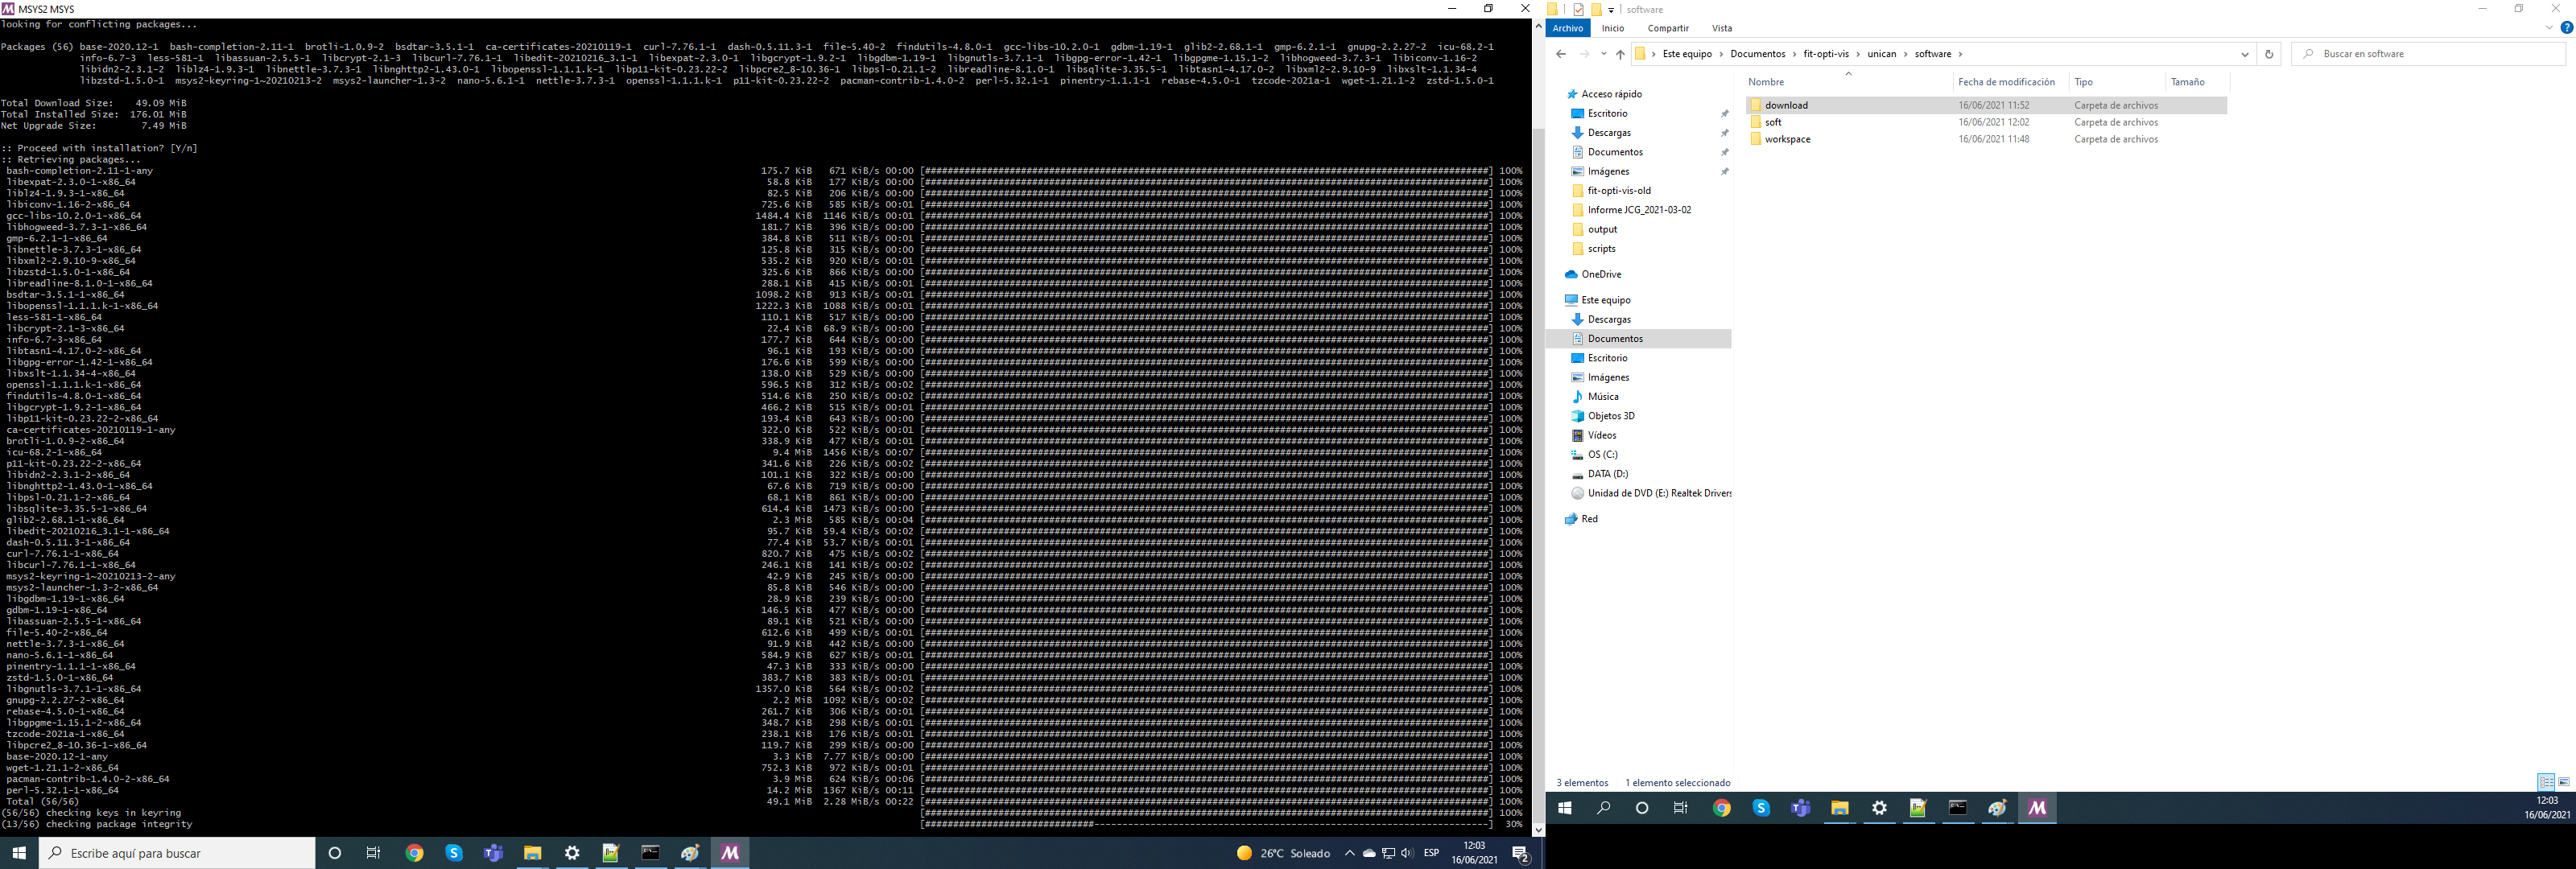 MSYS2 MSYS
looking for conflicting packages...
Packages (56) base-2020.12-1  bash-completion-2.11-1  brotli-1.0.9-2  bsdtar-3.5.1-1  ca-certificates-20210119-1  curl-7.76.1-1  dash-0.5.11.3-1  file-5.40-2  findutils-4.8.0-1  gcc-libs-10.2.0-1  gdbm-1.19-1  glib2-2.68.1-1  gmp-6.2.1-1  gnupg-2.2.27-2  icu-68.2-1
info-6.7-3  less-581-1  libassuan-2.5.5-1  libcrypt-2.1-3  libcurl-7.76.1-1  libedit-20210216_3.1-1  libexpat-2.3.0-1  libgcrypt-1.9.2-1  libgdbm-1.19-1  libgnutls-3.7.1-1  libgpg-error-1.42-1  libgpgme-1.15.1-2  libhogweed-3.7.3-1  libiconv-1.16-2
libidn2-2.3.1-2  liblz4-1.9.3-1  libnettle-3.7.3-1  libnghttp2-1.43.0-1  libopenssl-1.1.1.k-1  libp11-kit-0.23.22-2  libpcre2_8-10.36-1  libpsl-0.21.1-2  libreadline-8.1.0-1  libsqlite-3.35.5-1  libtasn1-4.17.0-2  libxml2-2.9.10-9  libxslt-1.1.34-4
libzstd-1.5.0-1  msys2-keyring-1~20210213-2  msys2-launcher-1.3-2  nano-5.6.1-1  nettle-3.7.3-1  openssl-1.1.1.k-1  p11-kit-0.23.22-2  pacman-contrib-1.4.0-2  perl-5.32.1-1  pinentry-1.1.1-1  rebase-4.5.0-1  tzcode-2021a-1  wget-1.21.1-2  zstd-1.5.0-1
Total Download Size:    49.09 MiB
Total Installed Size:  176.01 MiB
Net Upgrade Size:        7.49 MiB
:: Proceed with installation? [Y/n]
:: Retrieving packages...
bash-completion-2.11-1-any 175.7 KiB 671 KiB/s 00:00 100%
libexpat-2.3.0-1-x86_64 58.8 KiB 177 KiB/s 00:00 100%
liblz4-1.9.3-1-x86_64 82.5 KiB 206 KiB/s 00:00 100%
libiconv-1.16-2-x86_64 725.6 KiB 585 KiB/s 00:01 100%
gcc-libs-10.2.0-1-x86_64 1484.4 KiB 1146 KiB/s 00:01 100%
libhogweed-3.7.3-1-x86_64 181.7 KiB 396 KiB/s 00:00 100%
gmp-6.2.1-1-x86_64 384.8 KiB 511 KiB/s 00:01 100%
libnettle-3.7.3-1-x86_64 125.8 KiB 315 KiB/s 00:00 100%
libxml2-2.9.10-9-x86_64 535.2 KiB 920 KiB/s 00:01 100%
libzstd-1.5.0-1-x86_64 325.6 KiB 866 KiB/s 00:00 100%
libreadline-8.1.0-1-x86_64 288.1 KiB 415 KiB/s 00:01 100%
bsdtar-3.5.1-1-x86_64 1098.2 KiB 913 KiB/s 00:01 100%
libopenssl-1.1.1.k-1-x86_64 1222.3 KiB 1088 KiB/s 00:01 100%
less-581-1-x86_64 110.1 KiB 517 KiB/s 00:00 100%
libcrypt-2.1-3-x86_64 22.4 KiB 68.9 KiB/s 00:00 100%
info-6.7-3-x86_64 177.7 KiB 644 KiB/s 00:00 100%
libtasn1-4.17.0-2-x86_64 96.1 KiB 193 KiB/s 00:00 100%
libgpg-error-1.42-1-x86_64 176.6 KiB 599 KiB/s 00:00 100%
libxslt-1.1.34-4-x86_64 138.0 KiB 529 KiB/s 00:00 100%
openssl-1.1.1.k-1-x86_64 596.5 KiB 312 KiB/s 00:02 100%
findutils-4.8.0-1-x86_64 514.6 KiB 250 KiB/s 00:02 100%
libgcrypt-1.9.2-1-x86_64 466.2 KiB 515 KiB/s 00:01 100%
libp11-kit-0.23.22-2-x86_64 193.4 KiB 643 KiB/s 00:00 100%
ca-certificates-20210119-1-any 322.0 KiB 522 KiB/s 00:01 100%
brotli-1.0.9-2-x86_64 338.9 KiB 477 KiB/s 00:01 100%
icu-68.2-1-x86_64 9.4 MiB 1456 KiB/s 00:07 100%
p11-kit-0.23.22-2-x86_64 341.6 KiB 226 KiB/s 00:02 100%
libidn2-2.3.1-2-x86_64 101.1 KiB 322 KiB/s 00:00 100%
libnghttp2-1.43.0-1-x86_64 67.6 KiB 719 KiB/s 00:00 100%
libpsl-0.21.1-2-x86_64 68.1 KiB 861 KiB/s 00:00 100%
libsqlite-3.35.5-1-x86_64 614.4 KiB 1473 KiB/s 00:00 100%
glib2-2.68.1-1-x86_64 2.3 MiB 585 KiB/s 00:04 100%
libedit-20210216_3.1-1-x86_64 95.7 KiB 59.4 KiB/s 00:02 100%
dash-0.5.11.3-1-x86_64 77.4 KiB 53.7 KiB/s 00:01 100%
curl-7.76.1-1-x86_64 820.7 KiB 475 KiB/s 00:02 100%
libcurl-7.76.1-1-x86_64 246.1 KiB 141 KiB/s 00:02 100%
msys2-keyring-1~20210213-2-any 42.9 KiB 245 KiB/s 00:00 100%
msys2-launcher-1.3-2-x86_64 85.8 KiB 546 KiB/s 00:00 100%
libgdbm-1.19-1-x86_64 28.9 KiB 239 KiB/s 00:00 100%
gdbm-1.19-1-x86_64 146.5 KiB 477 KiB/s 00:00 100%
libassuan-2.5.5-1-x86_64 89.1 KiB 521 KiB/s 00:00 100%
file-5.40-2-x86_64 612.6 KiB 499 KiB/s 00:01 100%
nettle-3.7.3-1-x86_64 91.9 KiB 442 KiB/s 00:00 100%
nano-5.6.1-1-x86_64 584.9 KiB 627 KiB/s 00:01 100%
pinentry-1.1.1-1-x86_64 47.3 KiB 333 KiB/s 00:00 100%
zstd-1.5.0-1-x86_64 383.7 KiB 383 KiB/s 00:01 100%
libgnutls-3.7.1-1-x86_64 1357.0 KiB 564 KiB/s 00:02 100%
gnupg-2.2.27-2-x86_64 2.2 MiB 1092 KiB/s 00:02 100%
rebase-4.5.0-1-x86_64 261.7 KiB 306 KiB/s 00:01 100%
libgpgme-1.15.1-2-x86_64 348.7 KiB 298 KiB/s 00:01 100%
tzcode-2021a-1-x86_64 238.1 KiB 176 KiB/s 00:01 100%
libpcre2_8-10.36-1-x86_64 119.7 KiB 299 KiB/s 00:00 100%
base-2020.12-1-any 3.3 KiB 7.77 KiB/s 00:00 100%
wget-1.21.1-2-x86_64 752.3 KiB 972 KiB/s 00:01 100%
pacman-contrib-1.4.0-2-x86_64 3.9 MiB 624 KiB/s 00:06 100%
perl-5.32.1-1-x86_64 14.2 MiB 1367 KiB/s 00:11 100%
Total (56/56) 49.1 MiB 2.28 MiB/s 00:22 100%
(56/56) checking keys in keyring 100%
(13/56) checking package integrity 30%
Escribe aquí para buscar
26°C Soleado
ESP
12:03
16/06/2021
2
software
Archivo Inicio Compartir Vista
Este equipo > Documentos > fit-opti-vis > unican > software >
Buscar en software
Nombre Fecha de modificación Tipo Tamaño
download 16/06/2021 11:52 Carpeta de archivos
soft 16/06/2021 12:02 Carpeta de archivos
workspace 16/06/2021 11:48 Carpeta de archivos
Acceso rápido
Escritorio
Descargas
Documentos
Imágenes
fit-opti-vis-old
Informe JCG_2021-03-02
output
scripts
OneDrive
Este equipo
Descargas
Documentos
Escritorio
Imágenes
Música
Objetos 3D
Vídeos
OS (C:)
DATA (D:)
Unidad de DVD (E:) Realtek Drivers
Red
3 elementos 1 elemento seleccionado
12:03
16/06/2021